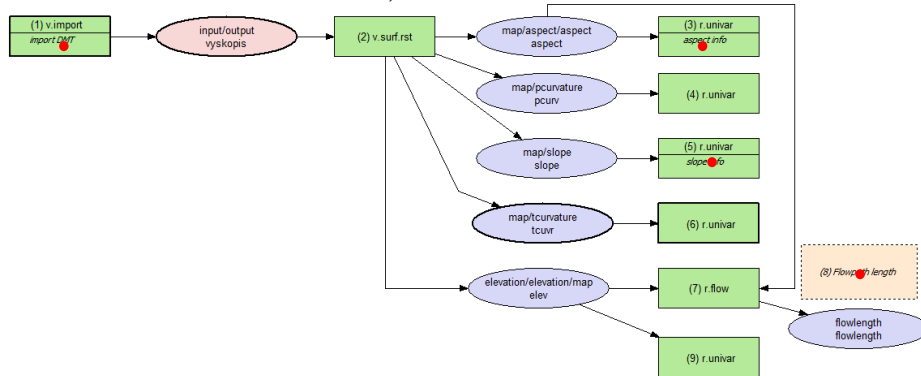 (1) v.import
import DMT
input/output
vyskopis
(2) v.surf.rst
map/aspect/aspect
aspect
(3) r.univar
aspect info
map/pcurvature
pcurv
(4) r.univar
map/slope
slope
(5) r.univar
slope info
map/tcurvature
tcuvr
(6) r.univar
elevation/elevation/map
elev
(7) r.flow
(8) Flowpath length
flowlength
flowlength
(9) r.univar